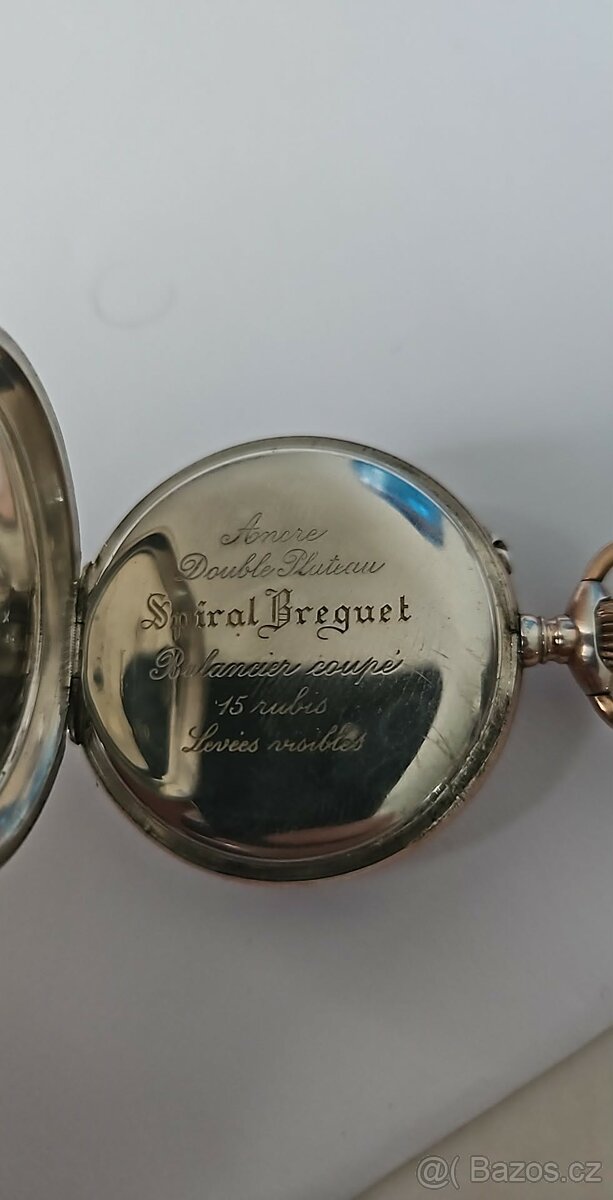 Ancre
Double Plateau
Spiral Breguet
Balancier coupé
15 rubis
Levées visibles
@( Bazos.cz